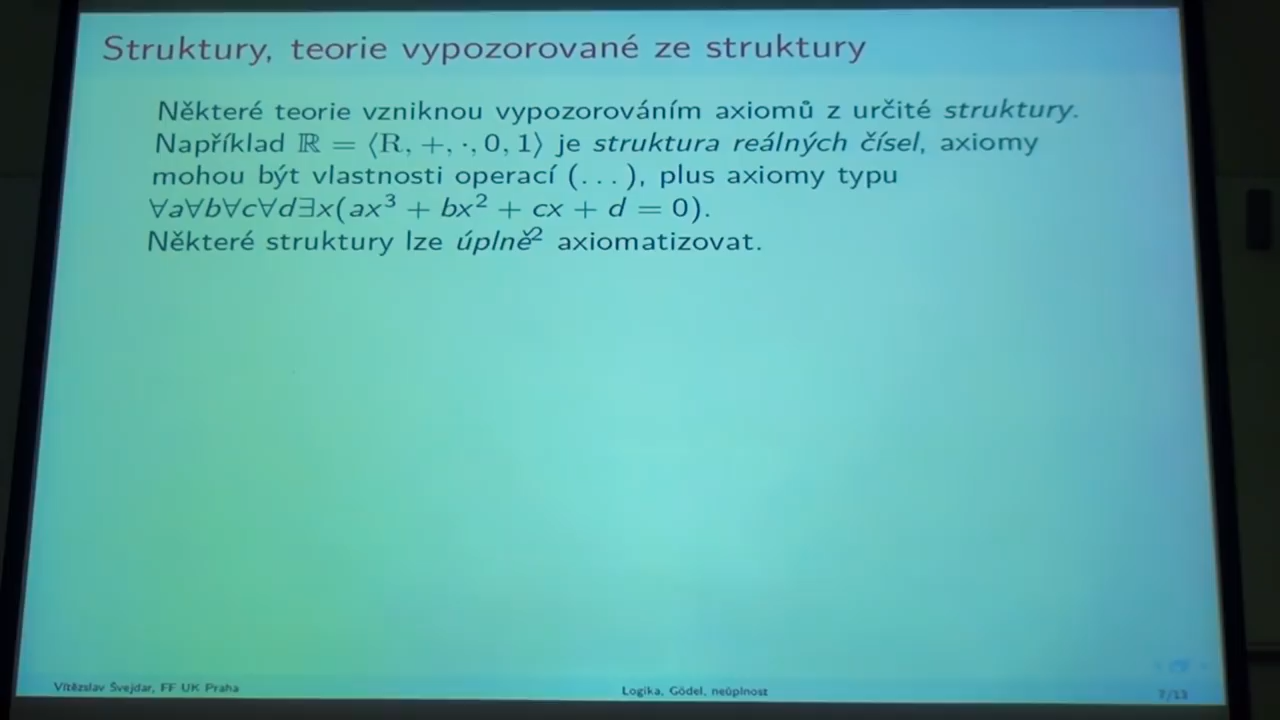 Struktury, teorie vypozorované ze struktury
Některé teorie vzniknou vypozorováním axiomů z určité struktury.
Například ℝ = ⟨R, +, ·, 0, 1⟩ je struktura reálných čísel, axiomy
mohou být vlastnosti operací (...), plus axiomy typu
∀a∀b∀c∀d∃x(ax³ + bx² + cx + d = 0).
Některé struktury lze úplně² axiomatizovat.
Vítězslav Švejdar, FF UK Praha
Logika, Gödel, neúplnost
7/13